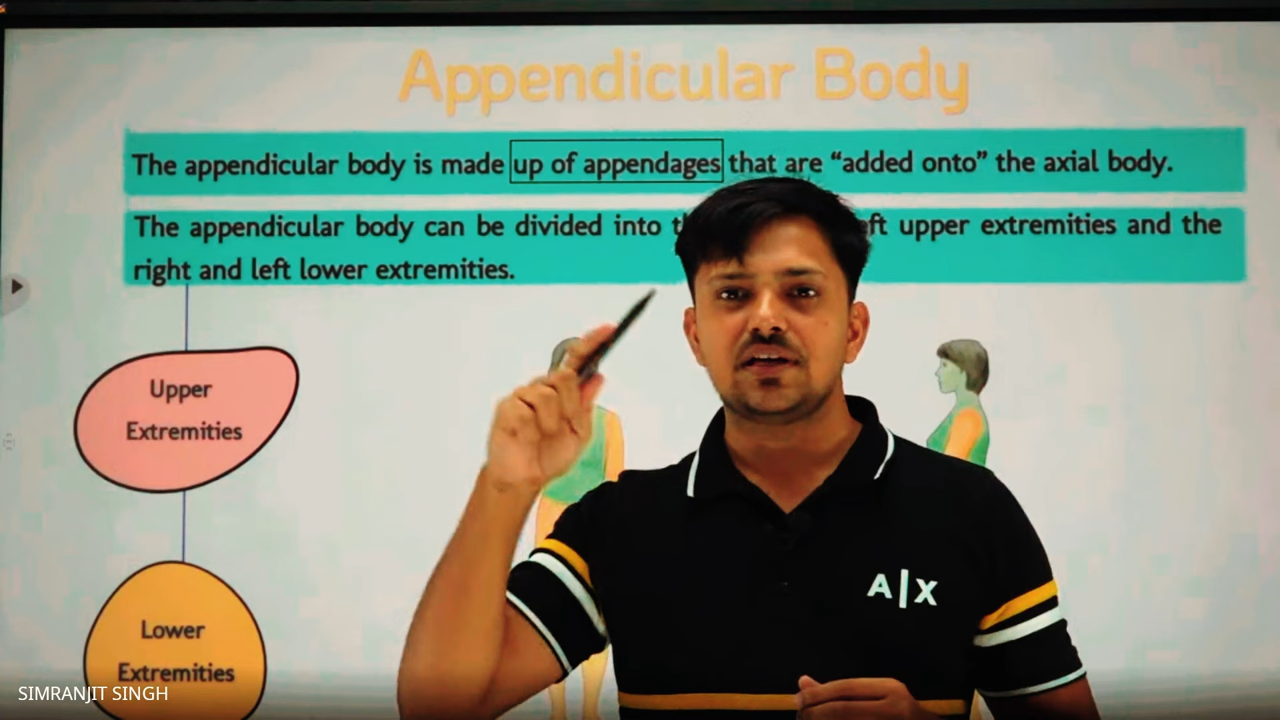 Appendicular Body
The appendicular body is made up of appendages that are “added onto” the axial body.
The appendicular body can be divided into eft upper extremities and the
right and left lower extremities.
Upper
Extremities
A|X
Lower
Extremities
SIMRANJIT SINGH